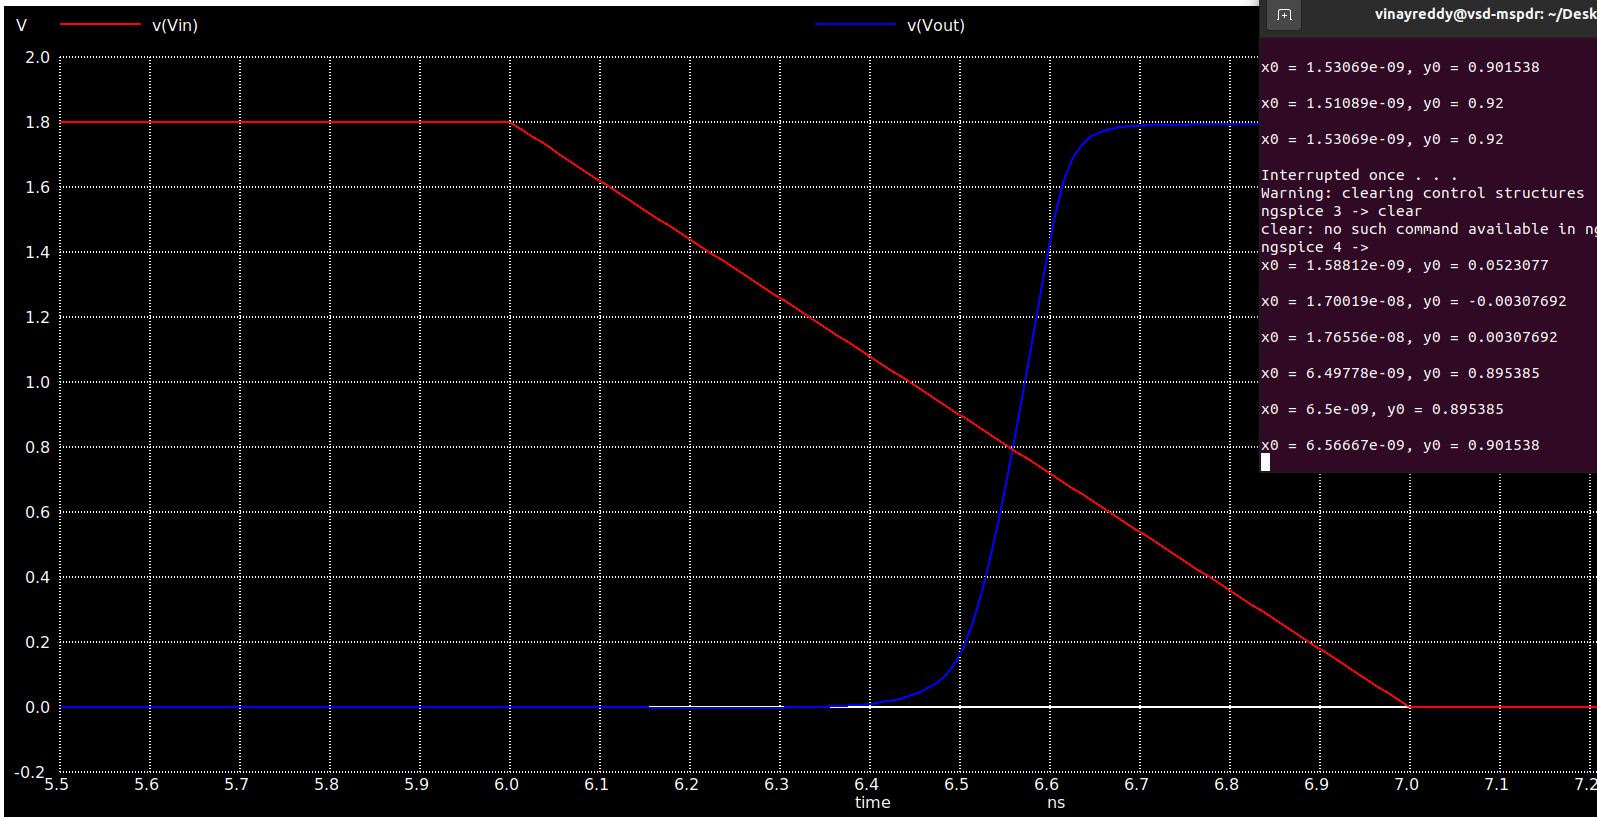 V v(Vin) v(Vout)
2.0
1.8
1.6
1.4
1.2
1.0
0.8
0.6
0.4
0.2
0.0
-0.2
5.5 5.6 5.7 5.8 5.9 6.0 6.1 6.2 6.3 6.4 6.5 6.6 6.7 6.8 6.9 7.0 7.1 7.2
time ns
vinayreddy@vsd-mspdr: ~/Desk
x0 = 1.53069e-09, y0 = 0.901538
x0 = 1.51089e-09, y0 = 0.92
x0 = 1.53069e-09, y0 = 0.92
Interrupted once . . .
Warning: clearing control structures
ngspice 3 -> clear
clear: no such command available in ng
ngspice 4 ->
x0 = 1.58812e-09, y0 = 0.0523077
x0 = 1.70019e-08, y0 = -0.00307692
x0 = 1.76556e-08, y0 = 0.00307692
x0 = 6.49778e-09, y0 = 0.895385
x0 = 6.5e-09, y0 = 0.895385
x0 = 6.56667e-09, y0 = 0.901538